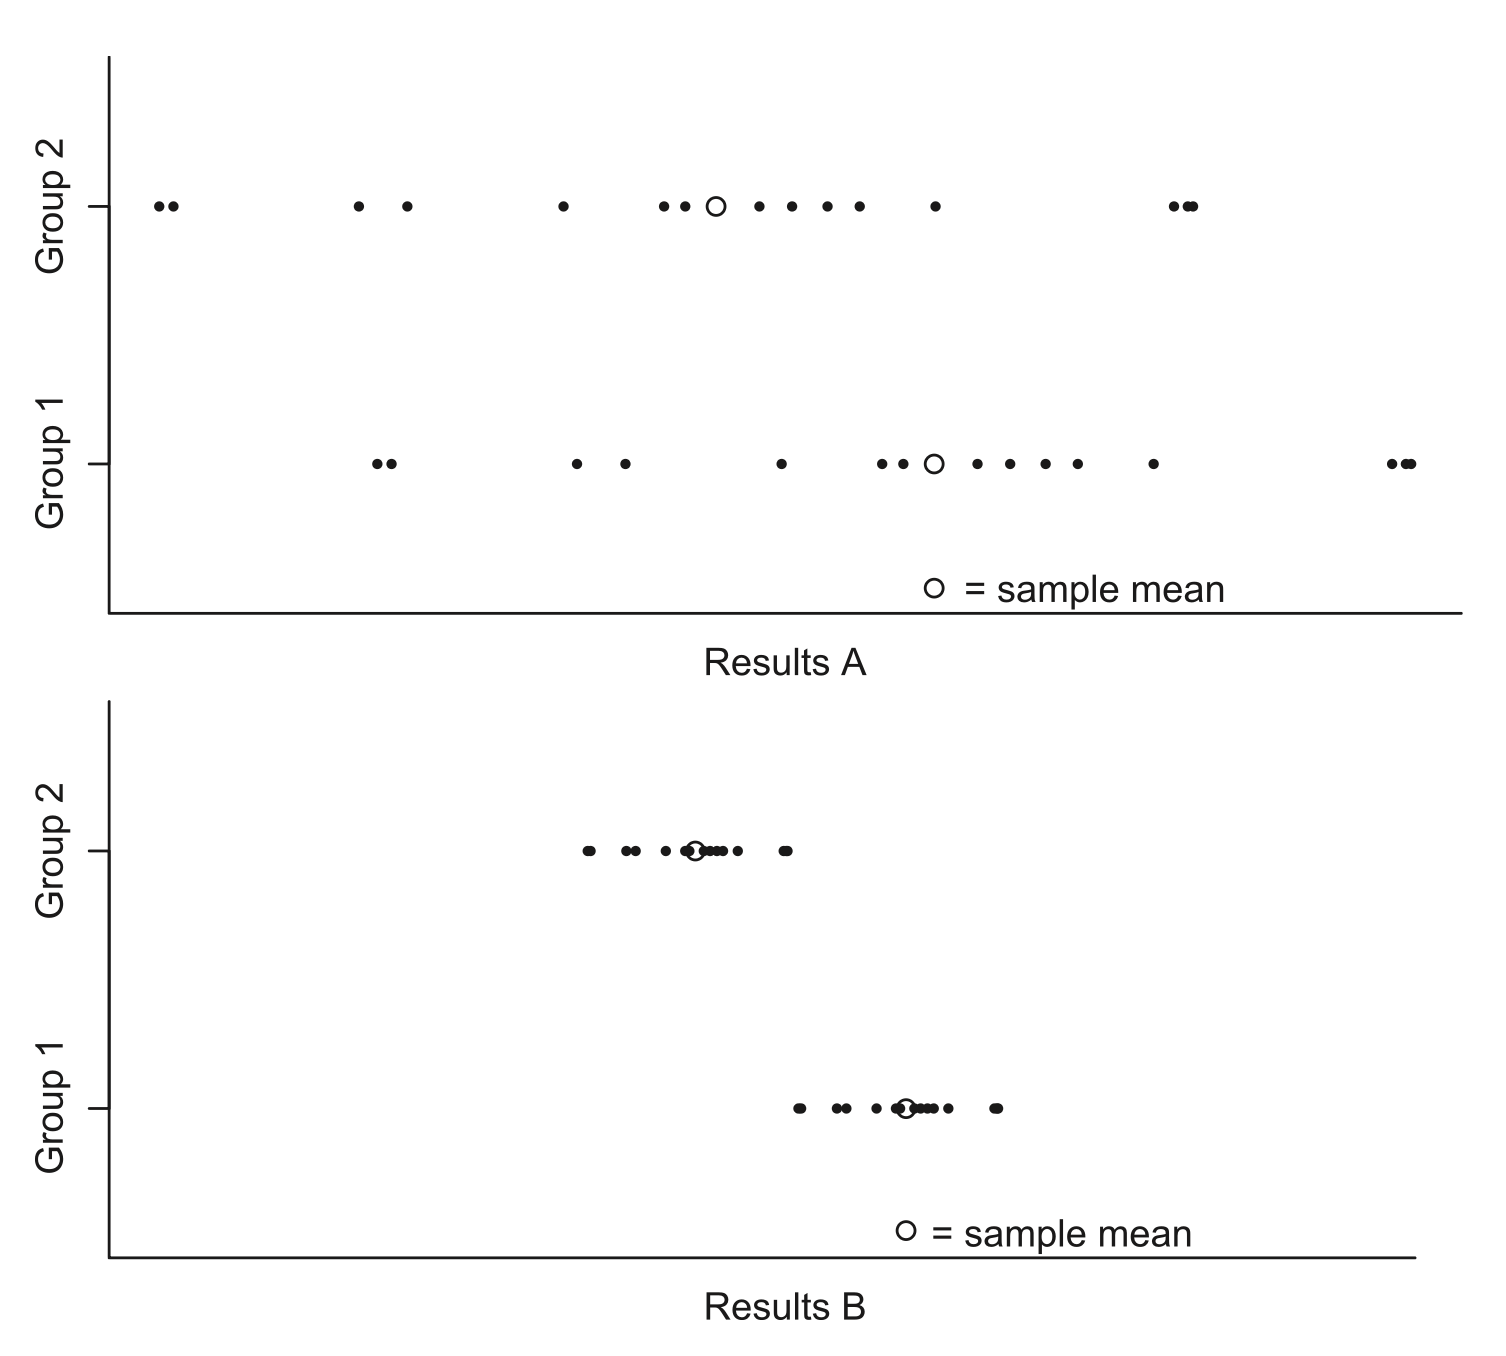 Group 2
Group 1
= sample mean
Results A
Group 2
Group 1
= sample mean
Results B